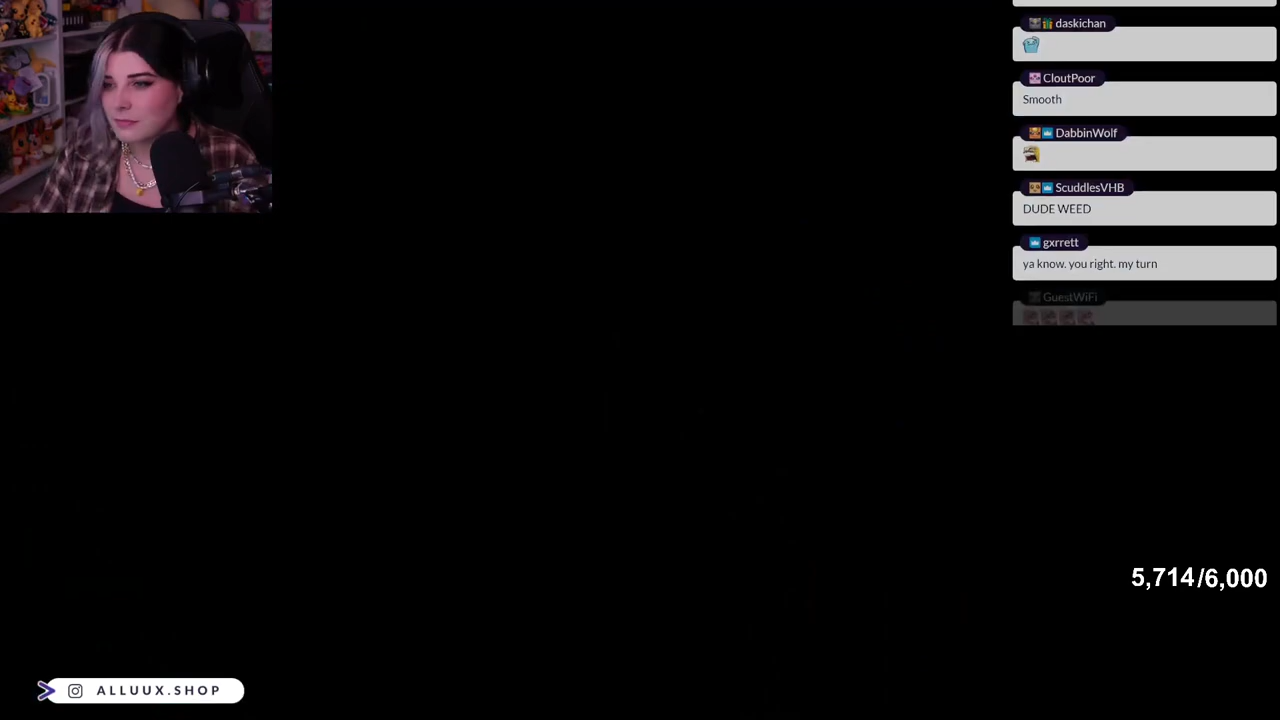 daskichan
CloutPoor
Smooth
DabbinWolf
ScuddlesVHB
DUDE WEED
gxrrett
ya know. you right. my turn
GuestWiFi
5,714/6,000
ALLUUX.SHOP